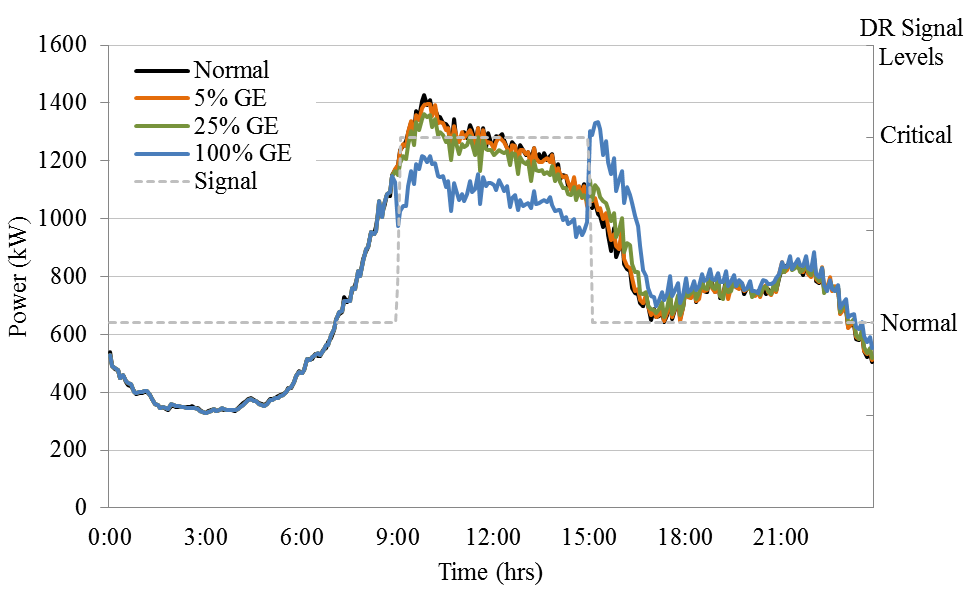 DR Signal
Levels
1600
1400
1200
1000
800
600
400
200
0
Power (kW)
Normal
5% GE
25% GE
100% GE
Signal
Critical
Normal
0:00 3:00 6:00 9:00 12:00 15:00 18:00 21:00
Time (hrs)